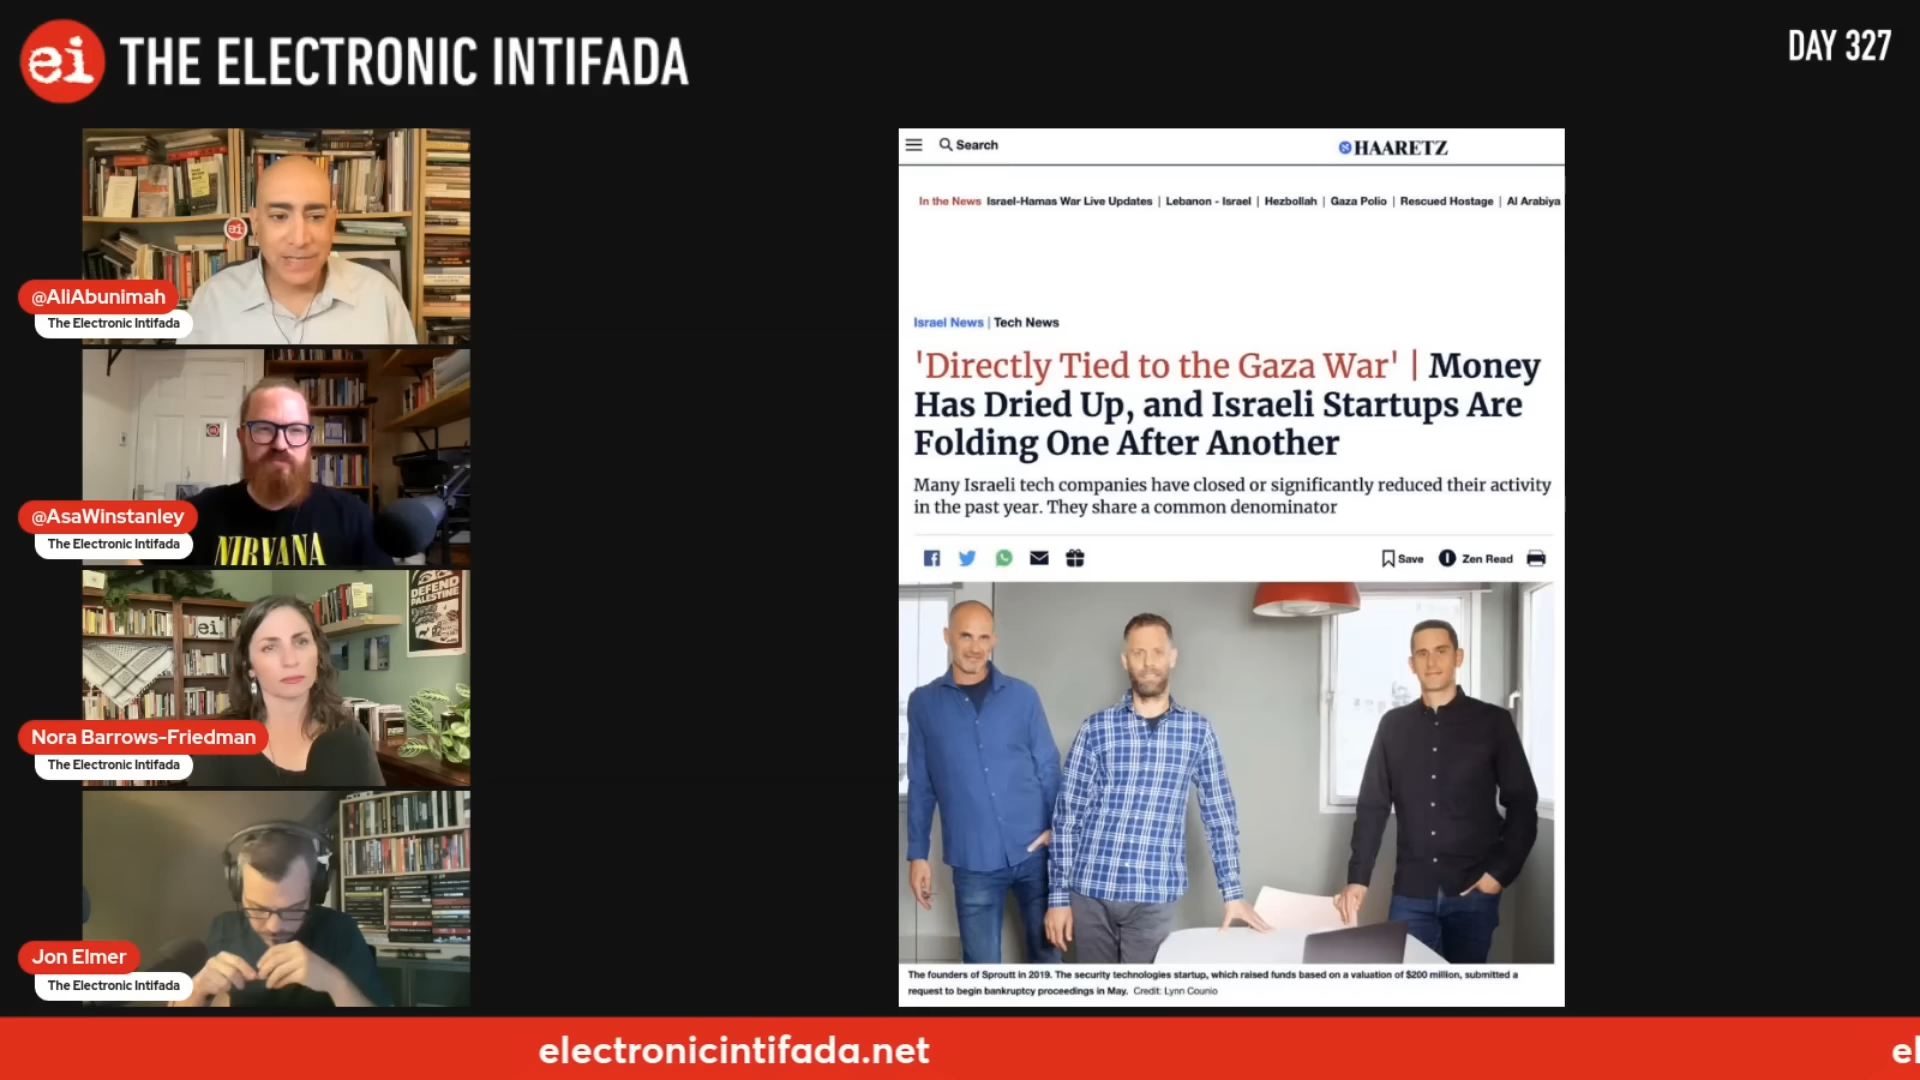 ei THE ELECTRONIC INTIFADA
DAY 327
ei
@AliAbunimah
The Electronic Intifada
NIRVANA
@AsaWinstanley
The Electronic Intifada
DEFEND
PALESTINE
ei
Nora Barrows-Friedman
The Electronic Intifada
Jon Elmer
The Electronic Intifada
Search
HAARETZ
In the News Israel-Hamas War Live Updates | Lebanon - Israel | Hezbollah | Gaza Polio | Rescued Hostage | Al Arabiya
Israel News | Tech News
'Directly Tied to the Gaza War' | Money
Has Dried Up, and Israeli Startups Are
Folding One After Another
Many Israeli tech companies have closed or significantly reduced their activity
in the past year. They share a common denominator
Save
Zen Read
The founders of Sproutt in 2019. The security technologies startup, which raised funds based on a valuation of $200 million, submitted a
request to begin bankruptcy proceedings in May. Credit: Lynn Counio
electronicintifada.net
el